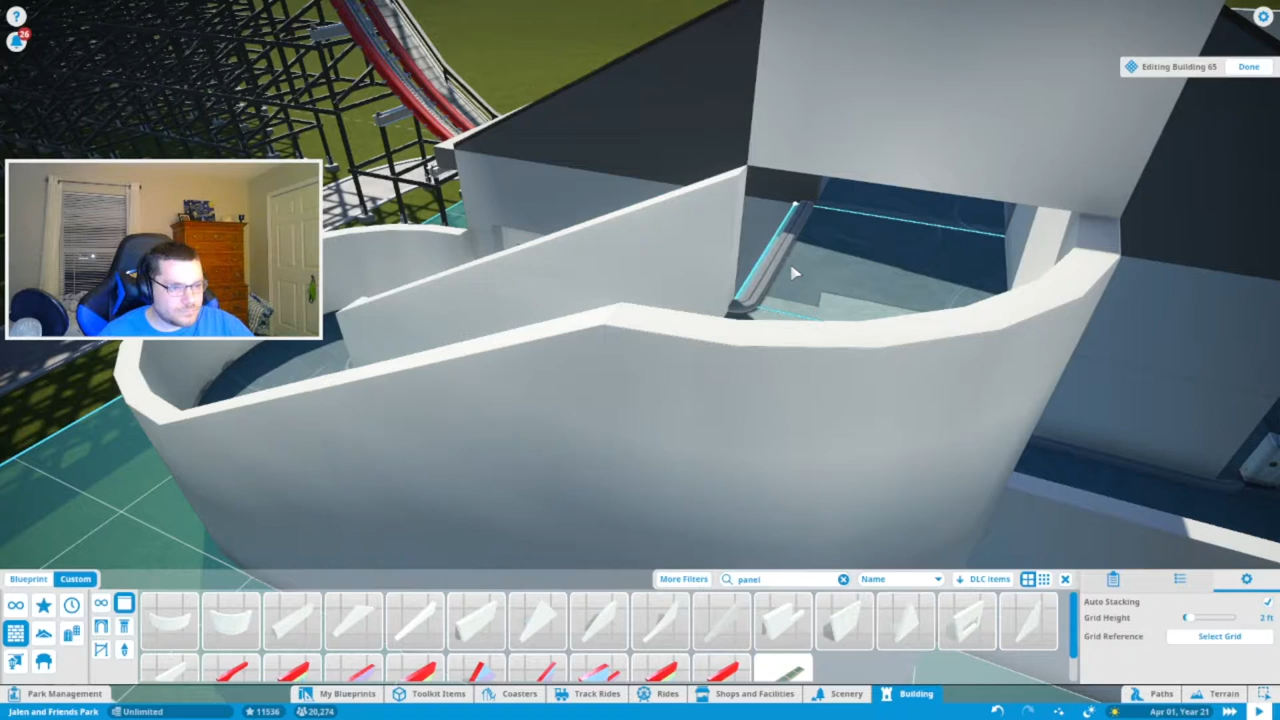 ?
26
Editing Building 65 Done
Blueprint Custom More Filters panel Name DLC Items
Auto Stacking
Grid Height 2 ft
Grid Reference Select Grid
Park Management My Blueprints Toolkit Items Coasters Track Rides Rides Shops and Facilities Scenery Building Paths Terrain
Jalen and Friends Park Unlimited 11536 20,274 Apr 01, Year 21